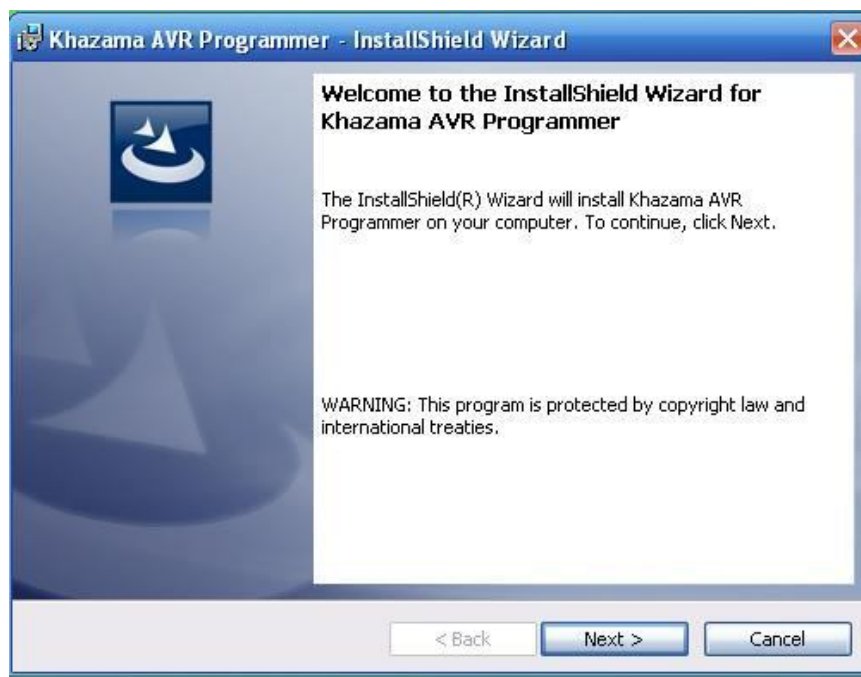 Khazama AVR Programmer - InstallShield Wizard
Welcome to the InstallShield Wizard for
Khazama AVR Programmer
The InstallShield(R) Wizard will install Khazama AVR
Programmer on your computer. To continue, click Next.
WARNING: This program is protected by copyright law and
international treaties.
< Back
Next >
Cancel